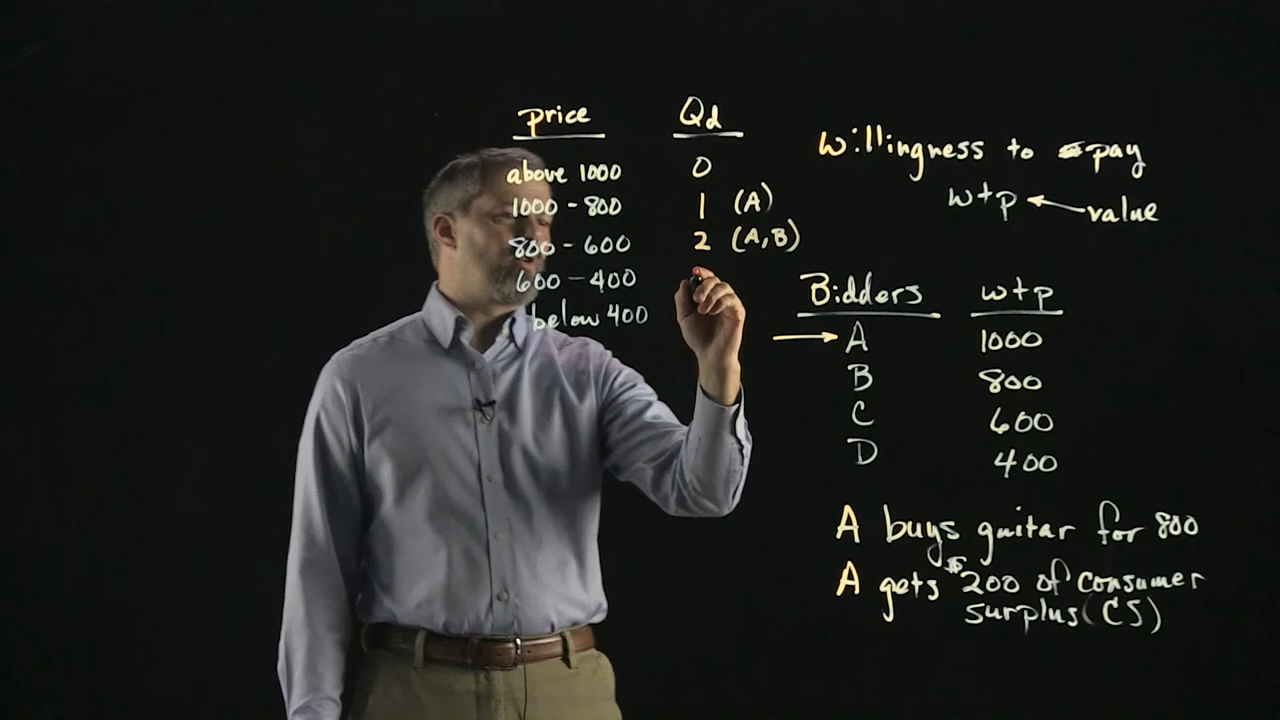 price Qd
above 1000 0
1000 - 800 1 (A)
800 - 600 2 (A,B)
600 - 400
below 400
Willingness to pay
wtp ← value
Bidders wtp
→ A 1000
B 800
C 600
D 400
A buys guitar for 800
A gets $200 of consumer
surplus (CS)